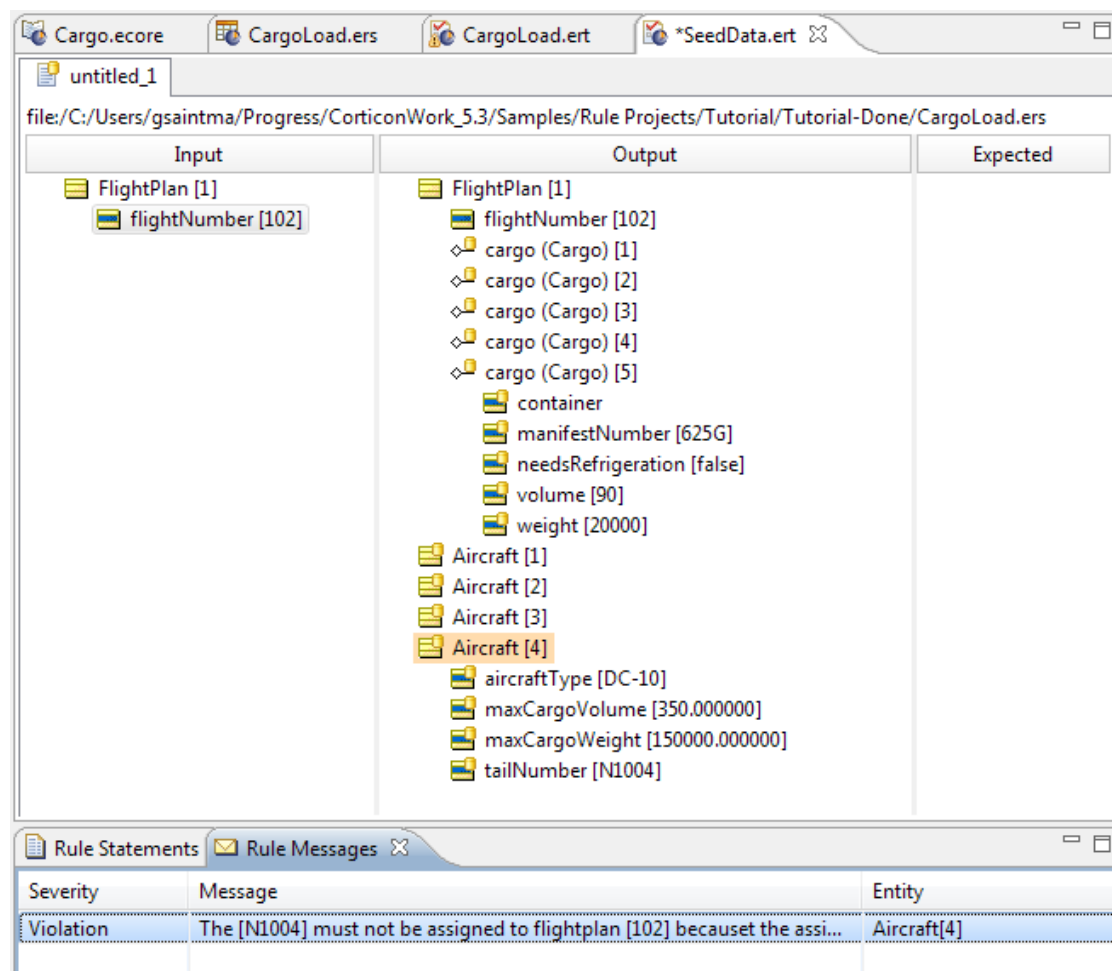 Cargo.ecore CargoLoad.ers CargoLoad.ert *SeedData.ert
untitled_1
file:/C:/Users/gsaintma/Progress/CorticonWork_5.3/Samples/Rule Projects/Tutorial/Tutorial-Done/CargoLoad.ers
Input Output Expected
FlightPlan [1] FlightPlan [1]
flightNumber [102] flightNumber [102]
cargo (Cargo) [1]
cargo (Cargo) [2]
cargo (Cargo) [3]
cargo (Cargo) [4]
cargo (Cargo) [5]
container
manifestNumber [625G]
needsRefrigeration [false]
volume [90]
weight [20000]
Aircraft [1]
Aircraft [2]
Aircraft [3]
Aircraft [4]
aircraftType [DC-10]
maxCargoVolume [350.000000]
maxCargoWeight [150000.000000]
tailNumber [N1004]
Rule Statements Rule Messages
Severity Message Entity
Violation The [N1004] must not be assigned to flightplan [102] becauset the assi... Aircraft[4]